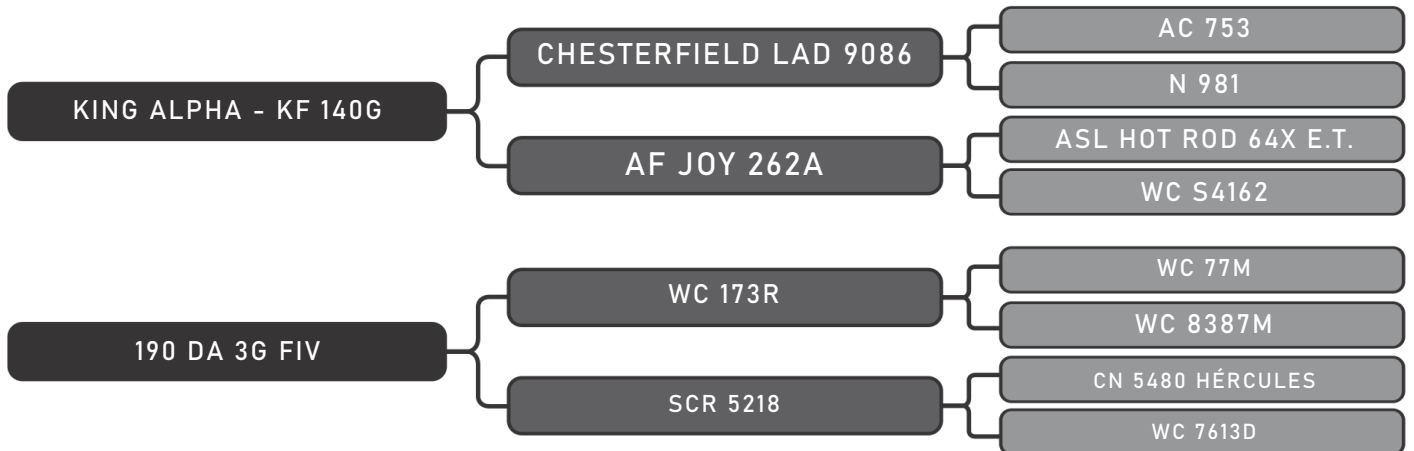 KING ALPHA - KF 140G
CHESTERFIELD LAD 9086
AC 753
N 981
AF JOY 262A
ASL HOT ROD 64X E.T.
WC S4162
190 DA 3G FIV
WC 173R
WC 77M
WC 8387M
SCR 5218
CN 5480 HÉRCULES
WC 7613D